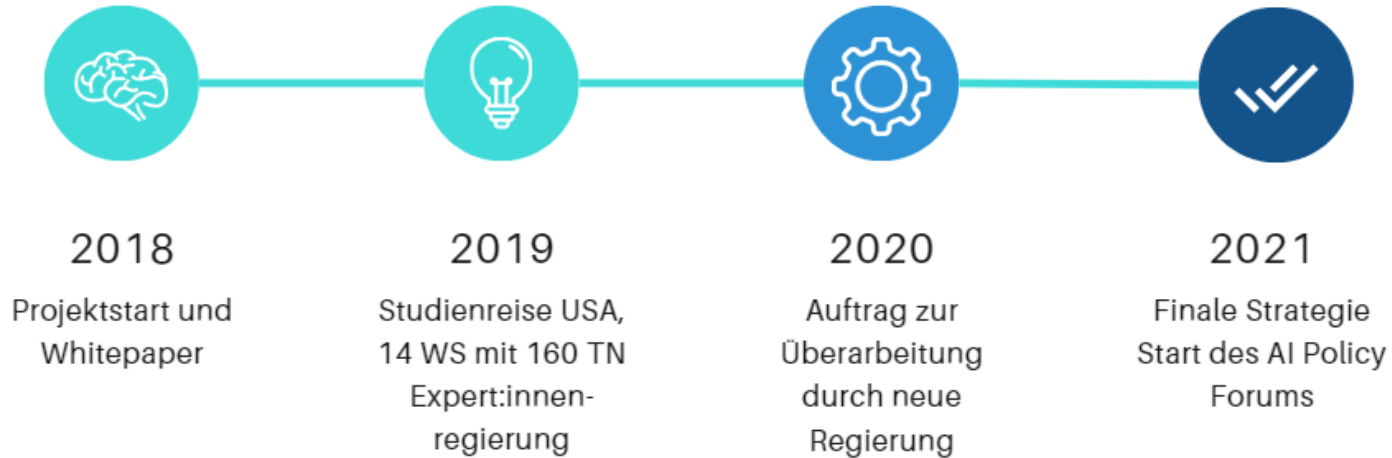 2018
Projektstart und
Whitepaper
2019
Studienreise USA,
14 WS mit 160 TN
Expert:innen-
regierung
2020
Auftrag zur
Überarbeitung
durch neue
Regierung
2021
Finale Strategie
Start des AI Policy
Forums